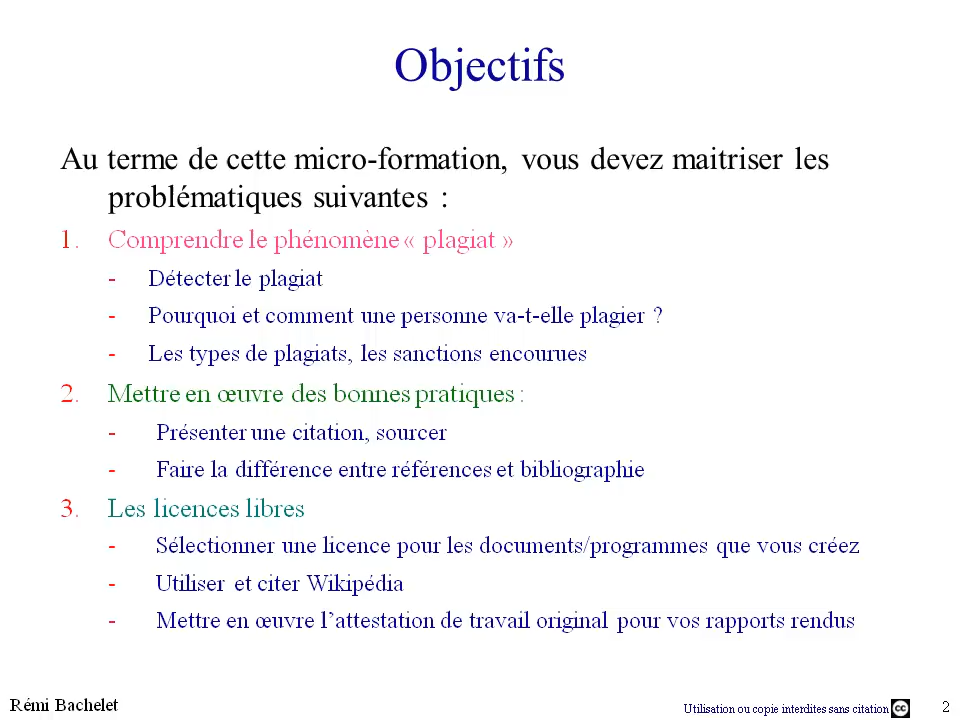 Objectifs
Au terme de cette micro-formation, vous devez maitriser les
problématiques suivantes :
1. Comprendre le phénomène « plagiat »
- Détecter le plagiat
- Pourquoi et comment une personne va-t-elle plagier ?
- Les types de plagiats, les sanctions encourues
2. Mettre en œuvre des bonnes pratiques :
- Présenter une citation, sourcer
- Faire la différence entre références et bibliographie
3. Les licences libres
- Sélectionner une licence pour les documents/programmes que vous créez
- Utiliser et citer Wikipédia
- Mettre en œuvre l’attestation de travail original pour vos rapports rendus
Rémi Bachelet
Utilisation ou copie interdites sans citation cc
2